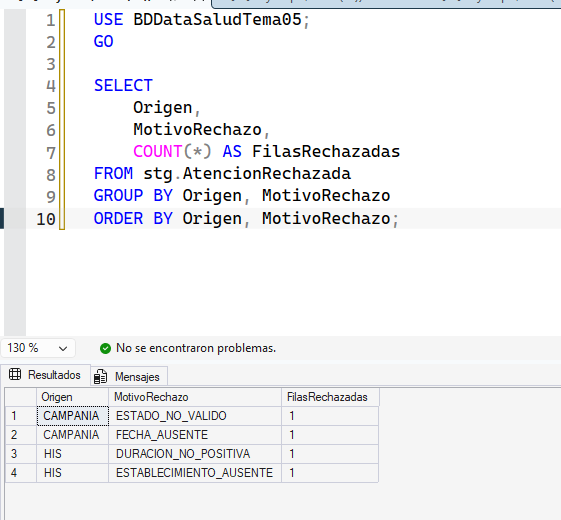 1 USE BDDataSaludTema05;
2 GO
3
4 SELECT
5 Origen,
6 MotivoRechazo,
7 COUNT(*) AS FilasRechazadas
8 FROM stg.AtencionRechazada
9 GROUP BY Origen, MotivoRechazo
10 ORDER BY Origen, MotivoRechazo;
130 % No se encontraron problemas.
Resultados Mensajes
Origen MotivoRechazo FilasRechazadas
1 CAMPANIA ESTADO_NO_VALIDO 1
2 CAMPANIA FECHA_AUSENTE 1
3 HIS DURACION_NO_POSITIVA 1
4 HIS ESTABLECIMIENTO_AUSENTE 1